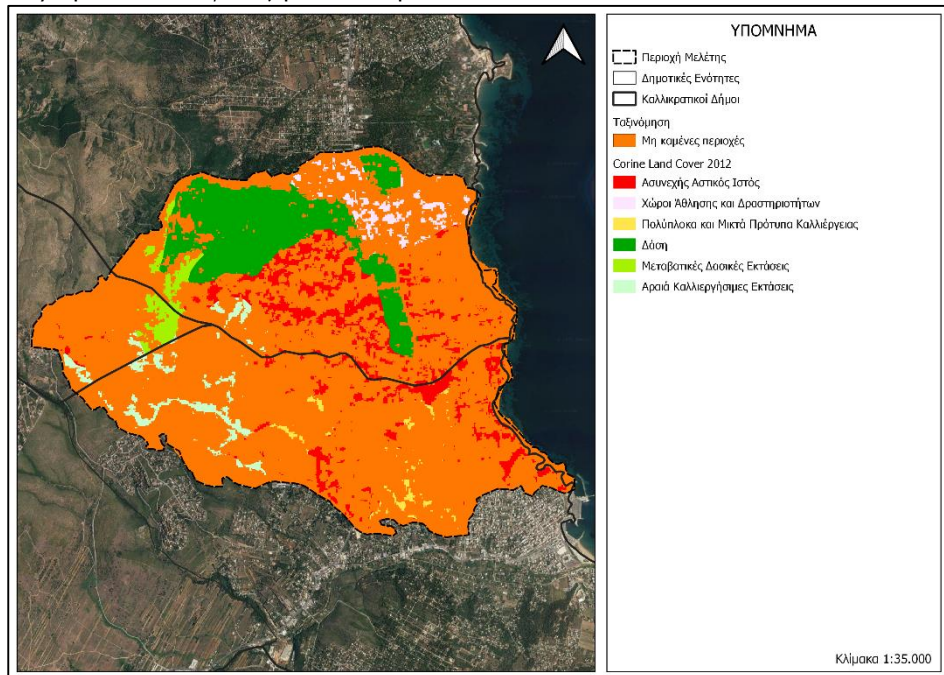 ΥΠΟΜΝΗΜΑ
Περιοχή Μελέτης
Δημοτικές Ενότητες
Καλλικρατικοί Δήμοι
Ταξινόμηση
Μη καμένες περιοχές
Corine Land Cover 2012
Ασυνεχής Αστικός Ιστός
Χώροι Άθλησης και Δραστηριοτήτων
Πολύπλοκα και Μικτά Πρότυπα Καλλιέργειας
Δάση
Μεταβατικές Δασικές Εκτάσεις
Αραιά Καλλιεργήσιμες Εκτάσεις
Κλίμακα 1:35.000